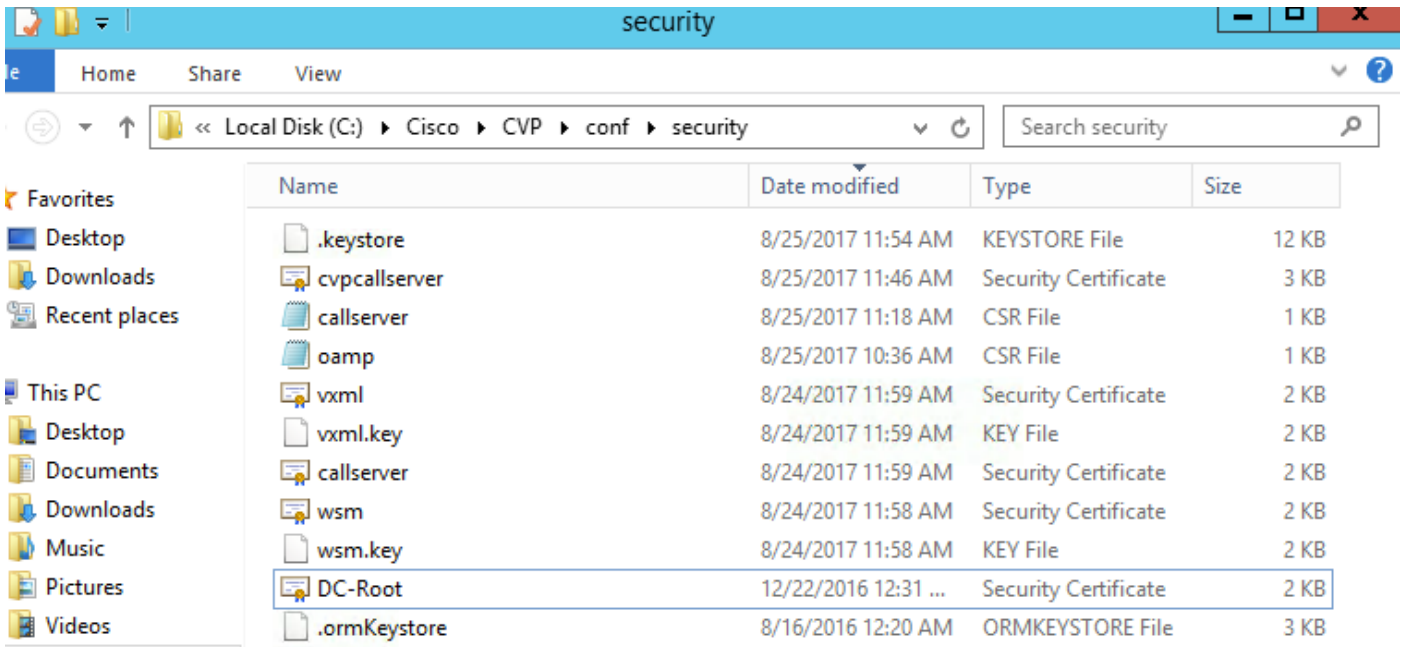 security
le Home Share View
« Local Disk (C:) Cisco CVP conf security Search security
Name Date modified Type Size
Favorites
Desktop
Downloads
Recent places
This PC
Desktop
Documents
Downloads
Music
Pictures
Videos
.keystore 8/25/2017 11:54 AM KEYSTORE File 12 KB
cvpcallserver 8/25/2017 11:46 AM Security Certificate 3 KB
callserver 8/25/2017 11:18 AM CSR File 1 KB
oamp 8/25/2017 10:36 AM CSR File 1 KB
vxml 8/24/2017 11:59 AM Security Certificate 2 KB
vxml.key 8/24/2017 11:59 AM KEY File 2 KB
callserver 8/24/2017 11:59 AM Security Certificate 2 KB
wsm 8/24/2017 11:58 AM Security Certificate 2 KB
wsm.key 8/24/2017 11:58 AM KEY File 2 KB
DC-Root 12/22/2016 12:31 ... Security Certificate 2 KB
.ormKeystore 8/16/2016 12:20 AM ORMKEYSTORE File 3 KB